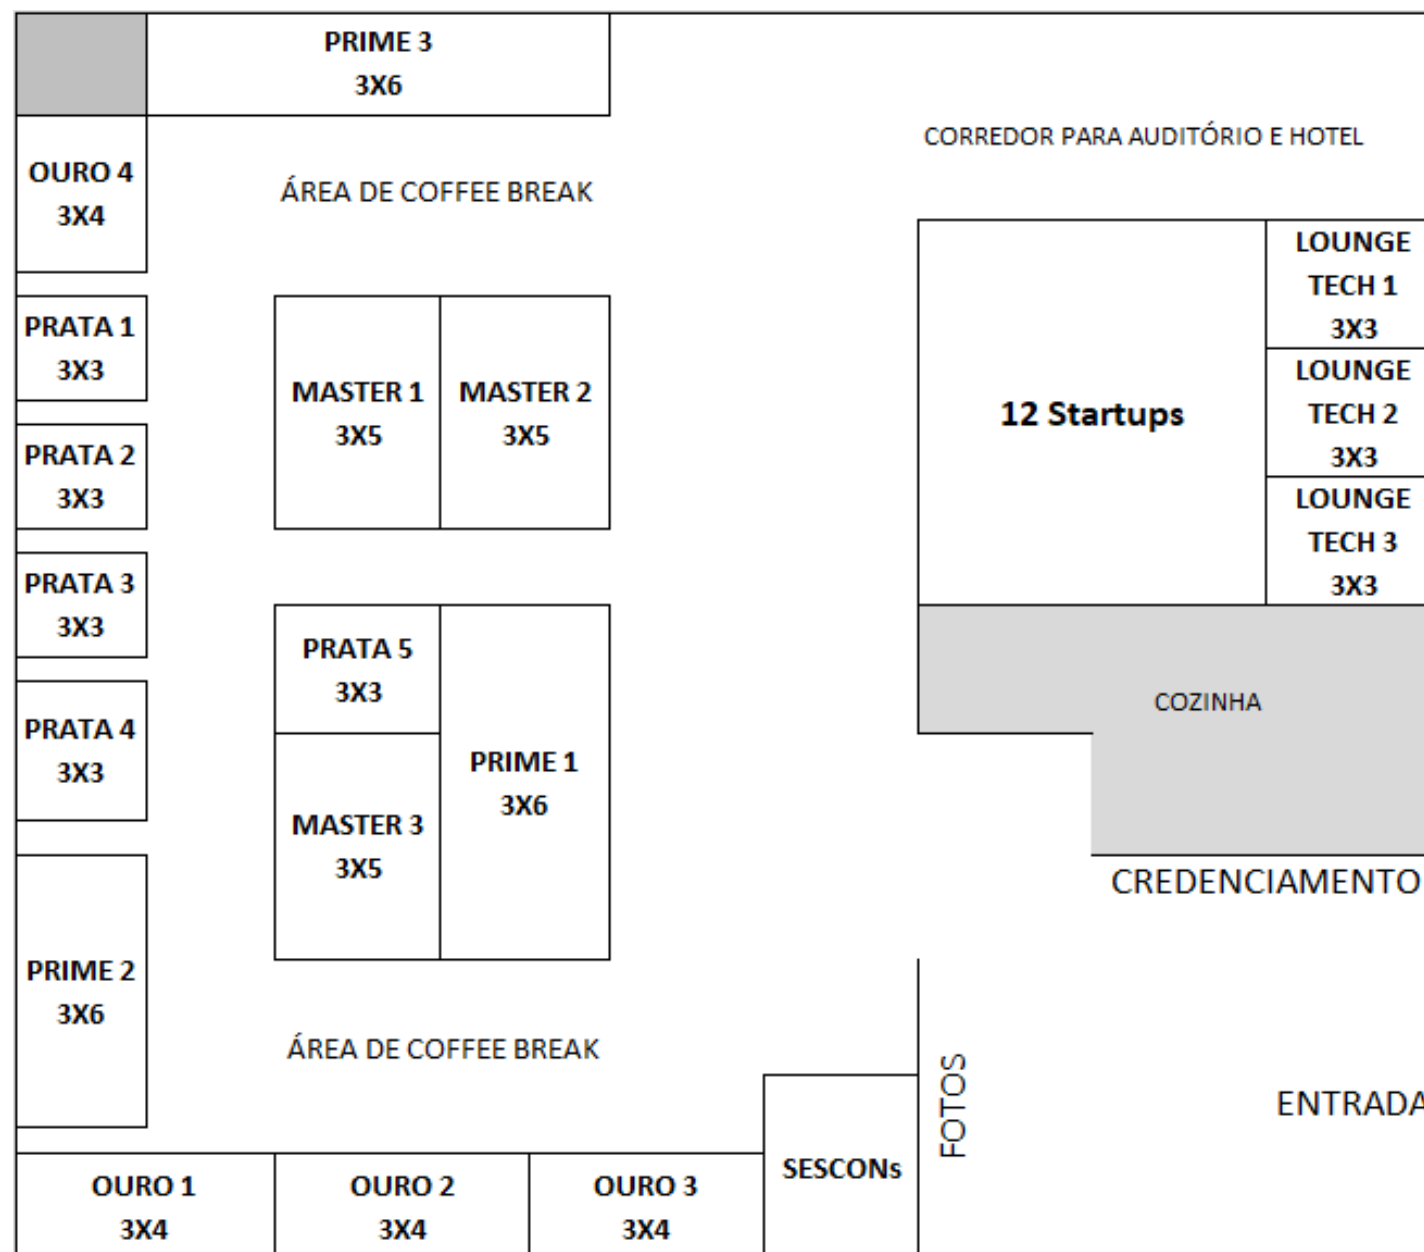 PRIME 3
3X6
CORREDOR PARA AUDITÓRIO E HOTEL
OURO 4
3X4
ÁREA DE COFFEE BREAK
LOUNGE
TECH 1
3X3
PRATA 1
3X3
MASTER 1
3X5
MASTER 2
3X5
12 Startups
LOUNGE
TECH 2
3X3
PRATA 2
3X3
LOUNGE
TECH 3
3X3
PRATA 3
3X3
PRATA 5
3X3
COZINHA
PRATA 4
3X3
PRIME 1
3X6
MASTER 3
3X5
CREDENCIAMENTO
PRIME 2
3X6
ÁREA DE COFFEE BREAK
FOTOS
ENTRADA
SESCONs
OURO 1
3X4
OURO 2
3X4
OURO 3
3X4